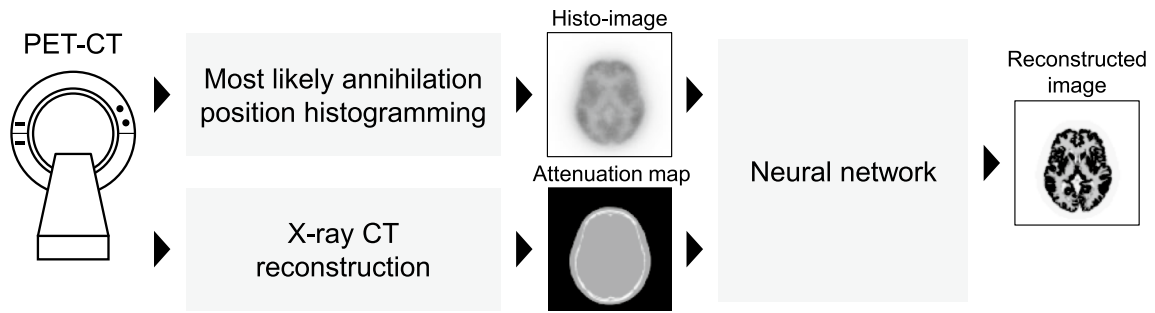 PET-CT
Most likely annihilation
position histogramming
Histo-image
X-ray CT
reconstruction
Attenuation map
Neural network
Reconstructed
image